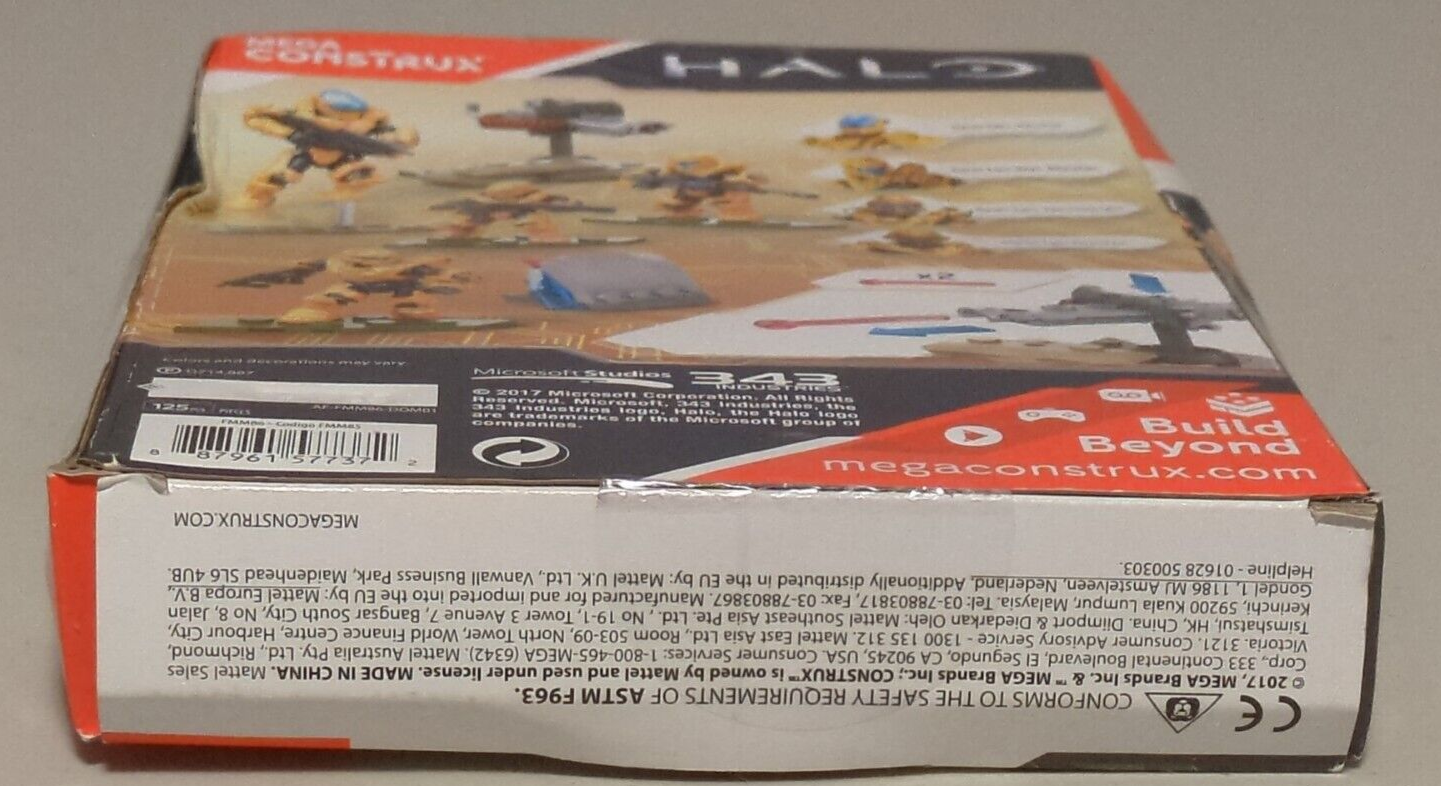 MEGA
CONSTRUX
HALO
x2
Colors and decorations may vary
125
FMM86 - Codigo FMM85
8 87961 57737 2
Microsoft Studios
343
INDUSTRIES
© 2017 Microsoft Corporation. All Rights
Reserved. Microsoft, 343 Industries, the
343 Industries logo, Halo, the Halo logo
are trademarks of the Microsoft group of
companies.
Build
Beyond
megaconstrux.com
CE
CONFORMS TO THE SAFETY REQUIREMENTS OF ASTM F963.
© 2017, MEGA Brands Inc. & ™ MEGA Brands Inc.; CONSTRUX™ is owned by Mattel and used under license. MADE IN CHINA. Mattel Sales
Corp., 333 Continental Boulevard, El Segundo, CA 90245, USA. Consumer Services: 1-800-465-MEGA (6342). Mattel Australia Pty. Ltd., Richmond,
Victoria. 3121. Consumer Advisory Service - 1300 135 312. Mattel East Asia Ltd., Room 503-09, North Tower, World Finance Centre, Harbour City,
Tsimshatsui, HK, China. Diimport & Diedarkan Oleh: Mattel Southeast Asia Pte. Ltd., No 19-1, Tower 3 Avenue 7, Bangsar South City, No 8, Jalan
Kerinchi, 59200 Kuala Lumpur, Malaysia. Tel: 03-78803817, Fax: 03-78803867. Manufactured for and imported into the EU by: Mattel Europa B.V.,
Gondel 1, 1186 MJ Amstelveen, Nederland. Additionally distributed in the EU by: Mattel U.K. Ltd., Vanwall Business Park, Maidenhead SL6 4UB.
Helpline - 01628 500303.
MEGACONSTRUX.COM